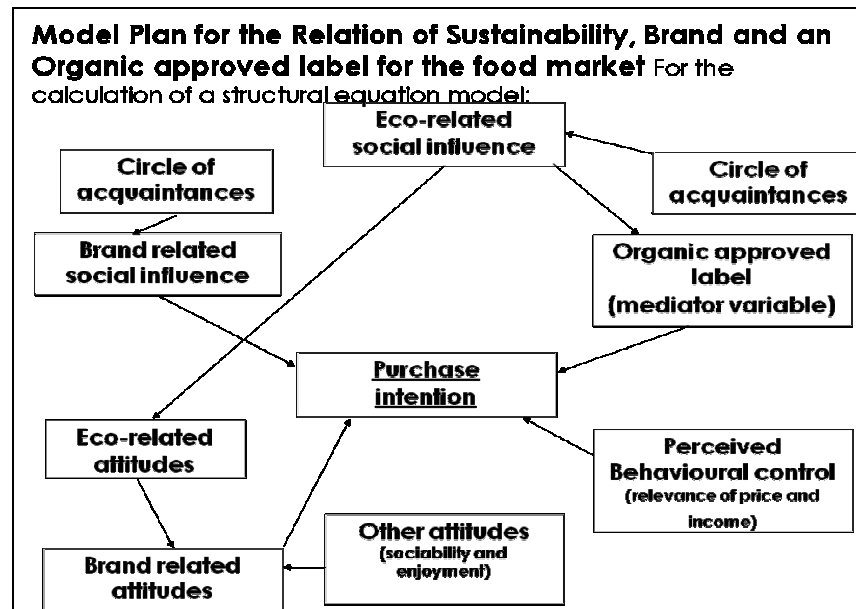 Model Plan for the Relation of Sustainability, Brand and an
Organic approved label for the food market For the
calculation of a structural equation model:
Eco-related
social influence
Circle of
acquaintances
Circle of
acquaintances
Brand related
social influence
Organic approved
label
(mediator variable)
Purchase
intention
Eco-related
attitudes
Perceived
Behavioural control
(relevance of price and
income)
Other attitudes
(sociability and
enjoyment)
Brand related
attitudes